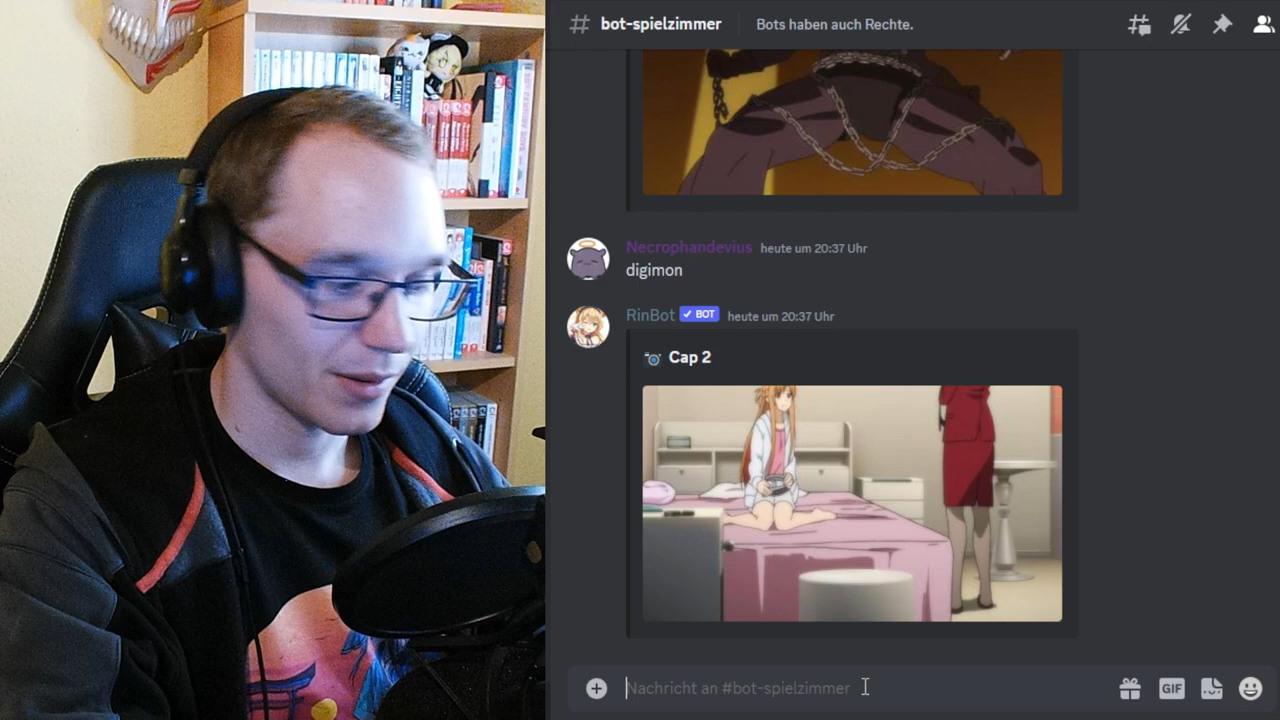 bot-spielzimmer
Bots haben auch Rechte.
Necrophandevius heute um 20:37 Uhr
digimon
RinBot BOT heute um 20:37 Uhr
Cap 2
Nachricht an #bot-spielzimmer
GIF